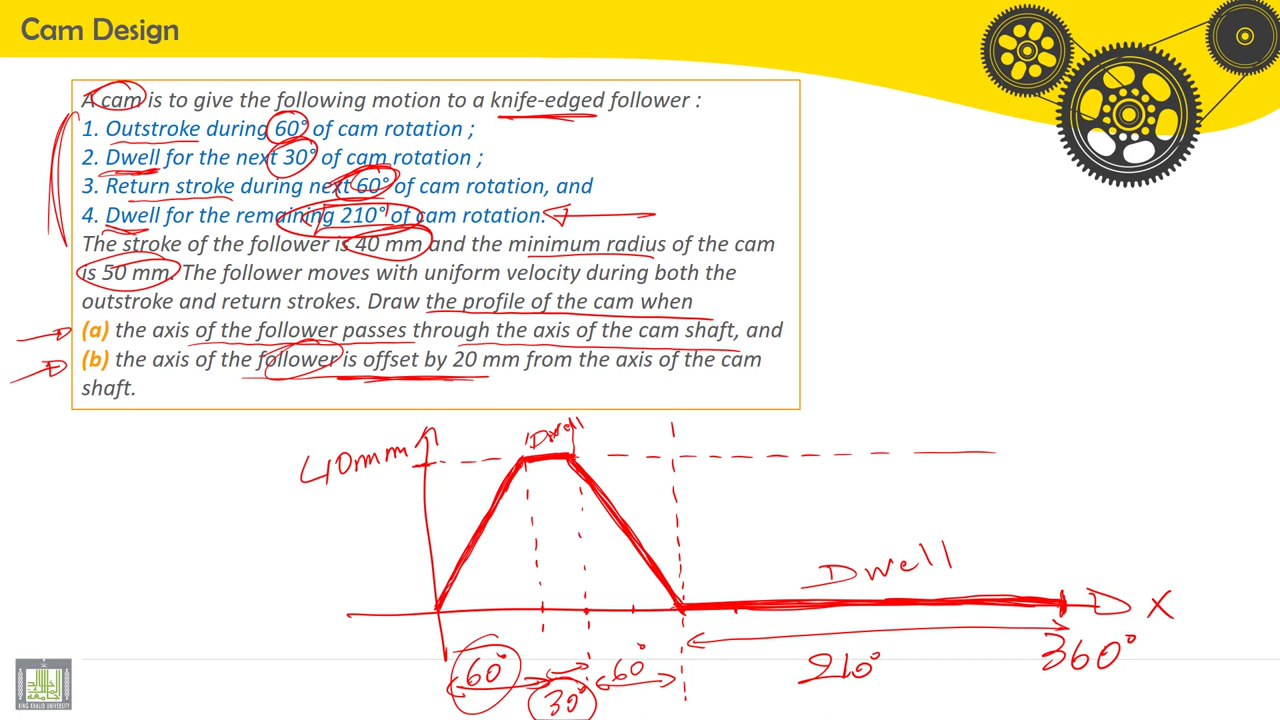 Cam Design
A cam is to give the following motion to a knife-edged follower :
1. Outstroke during 60° of cam rotation ;
2. Dwell for the next 30° of cam rotation ;
3. Return stroke during next 60° of cam rotation, and
4. Dwell for the remaining 210° of cam rotation.
The stroke of the follower is 40 mm and the minimum radius of the cam
is 50 mm. The follower moves with uniform velocity during both the
outstroke and return strokes. Draw the profile of the cam when
(a) the axis of the follower passes through the axis of the cam shaft, and
(b) the axis of the follower is offset by 20 mm from the axis of the cam
shaft.
Dwell
40mm
Dwell
X
60°
30°
60°
210°
360°
KING KHALID UNIVERSITY